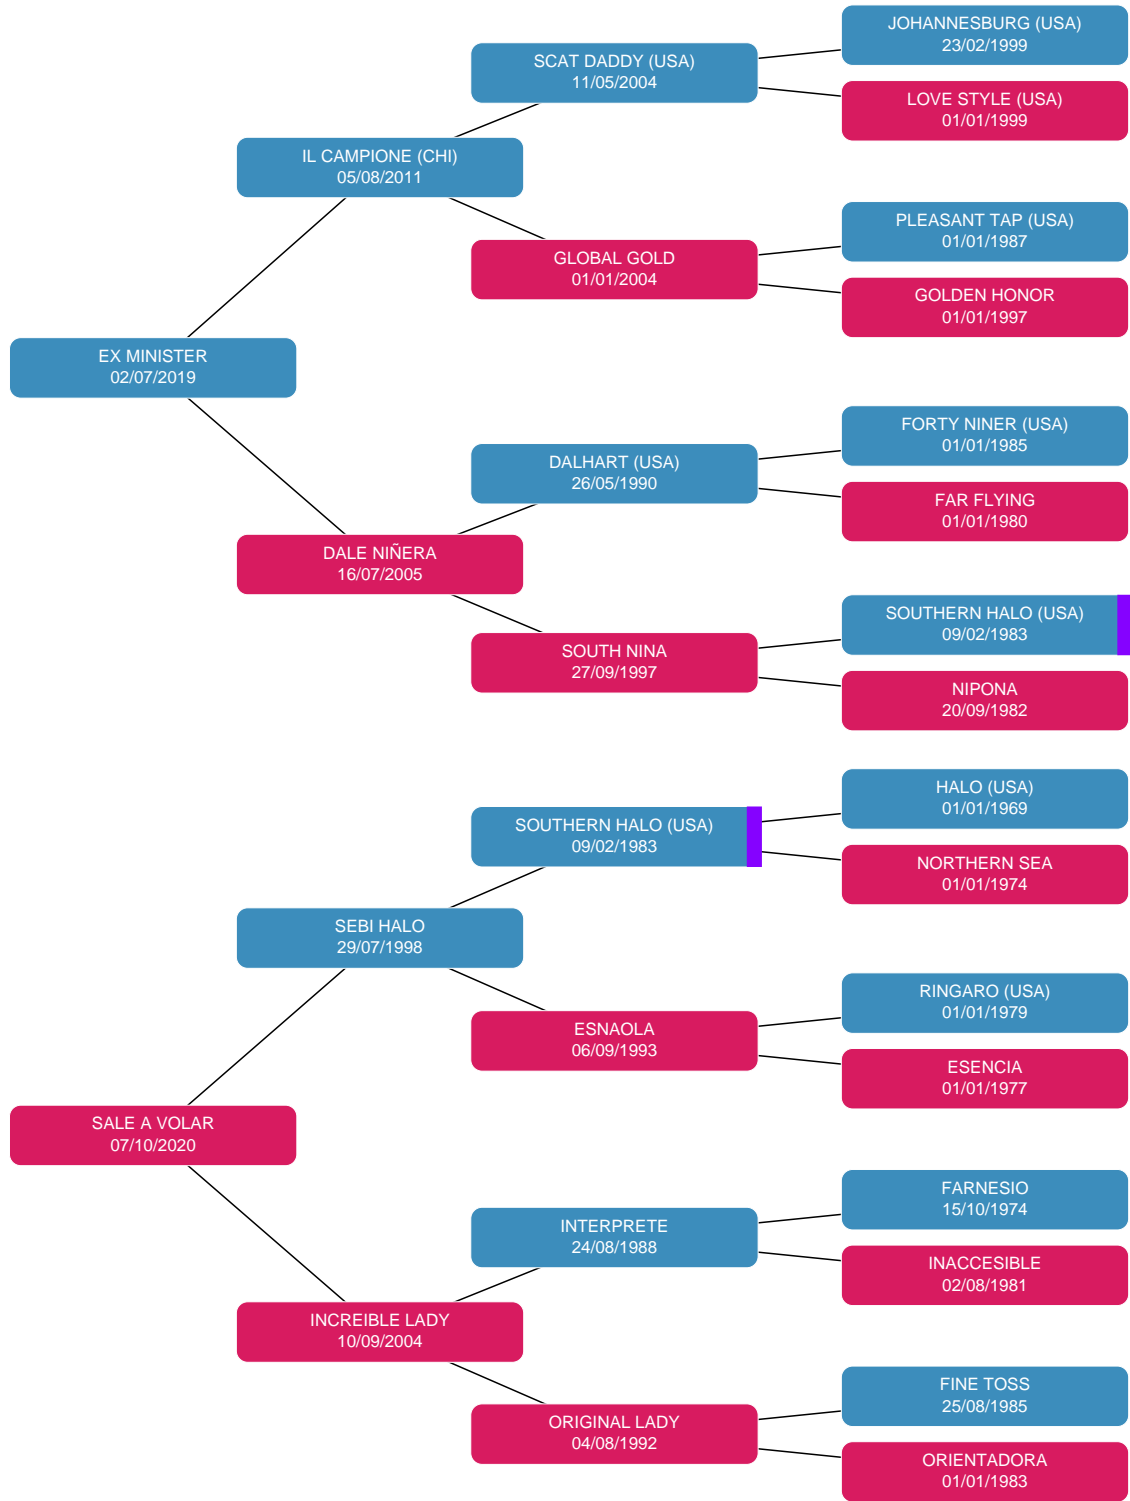 JOHANNESBURG (USA)
23/02/1999
SCAT DADDY (USA)
11/05/2004
LOVE STYLE (USA)
01/01/1999
IL CAMPIONE (CHI)
05/08/2011
PLEASANT TAP (USA)
01/01/1987
GLOBAL GOLD
01/01/2004
GOLDEN HONOR
01/01/1997
EX MINISTER
02/07/2019
FORTY NINER (USA)
01/01/1985
DALHART (USA)
26/05/1990
FAR FLYING
01/01/1980
DALE NIÑERA
16/07/2005
SOUTHERN HALO (USA)
09/02/1983
SOUTH NINA
27/09/1997
NIPONA
20/09/1982
HALO (USA)
01/01/1969
SOUTHERN HALO (USA)
09/02/1983
NORTHERN SEA
01/01/1974
SEBI HALO
29/07/1998
RINGARO (USA)
01/01/1979
ESNAOLA
06/09/1993
ESENCIA
01/01/1977
SALE A VOLAR
07/10/2020
FARNESIO
15/10/1974
INTERPRETE
24/08/1988
INACCESIBLE
02/08/1981
INCREIBLE LADY
10/09/2004
FINE TOSS
25/08/1985
ORIGINAL LADY
04/08/1992
ORIENTADORA
01/01/1983